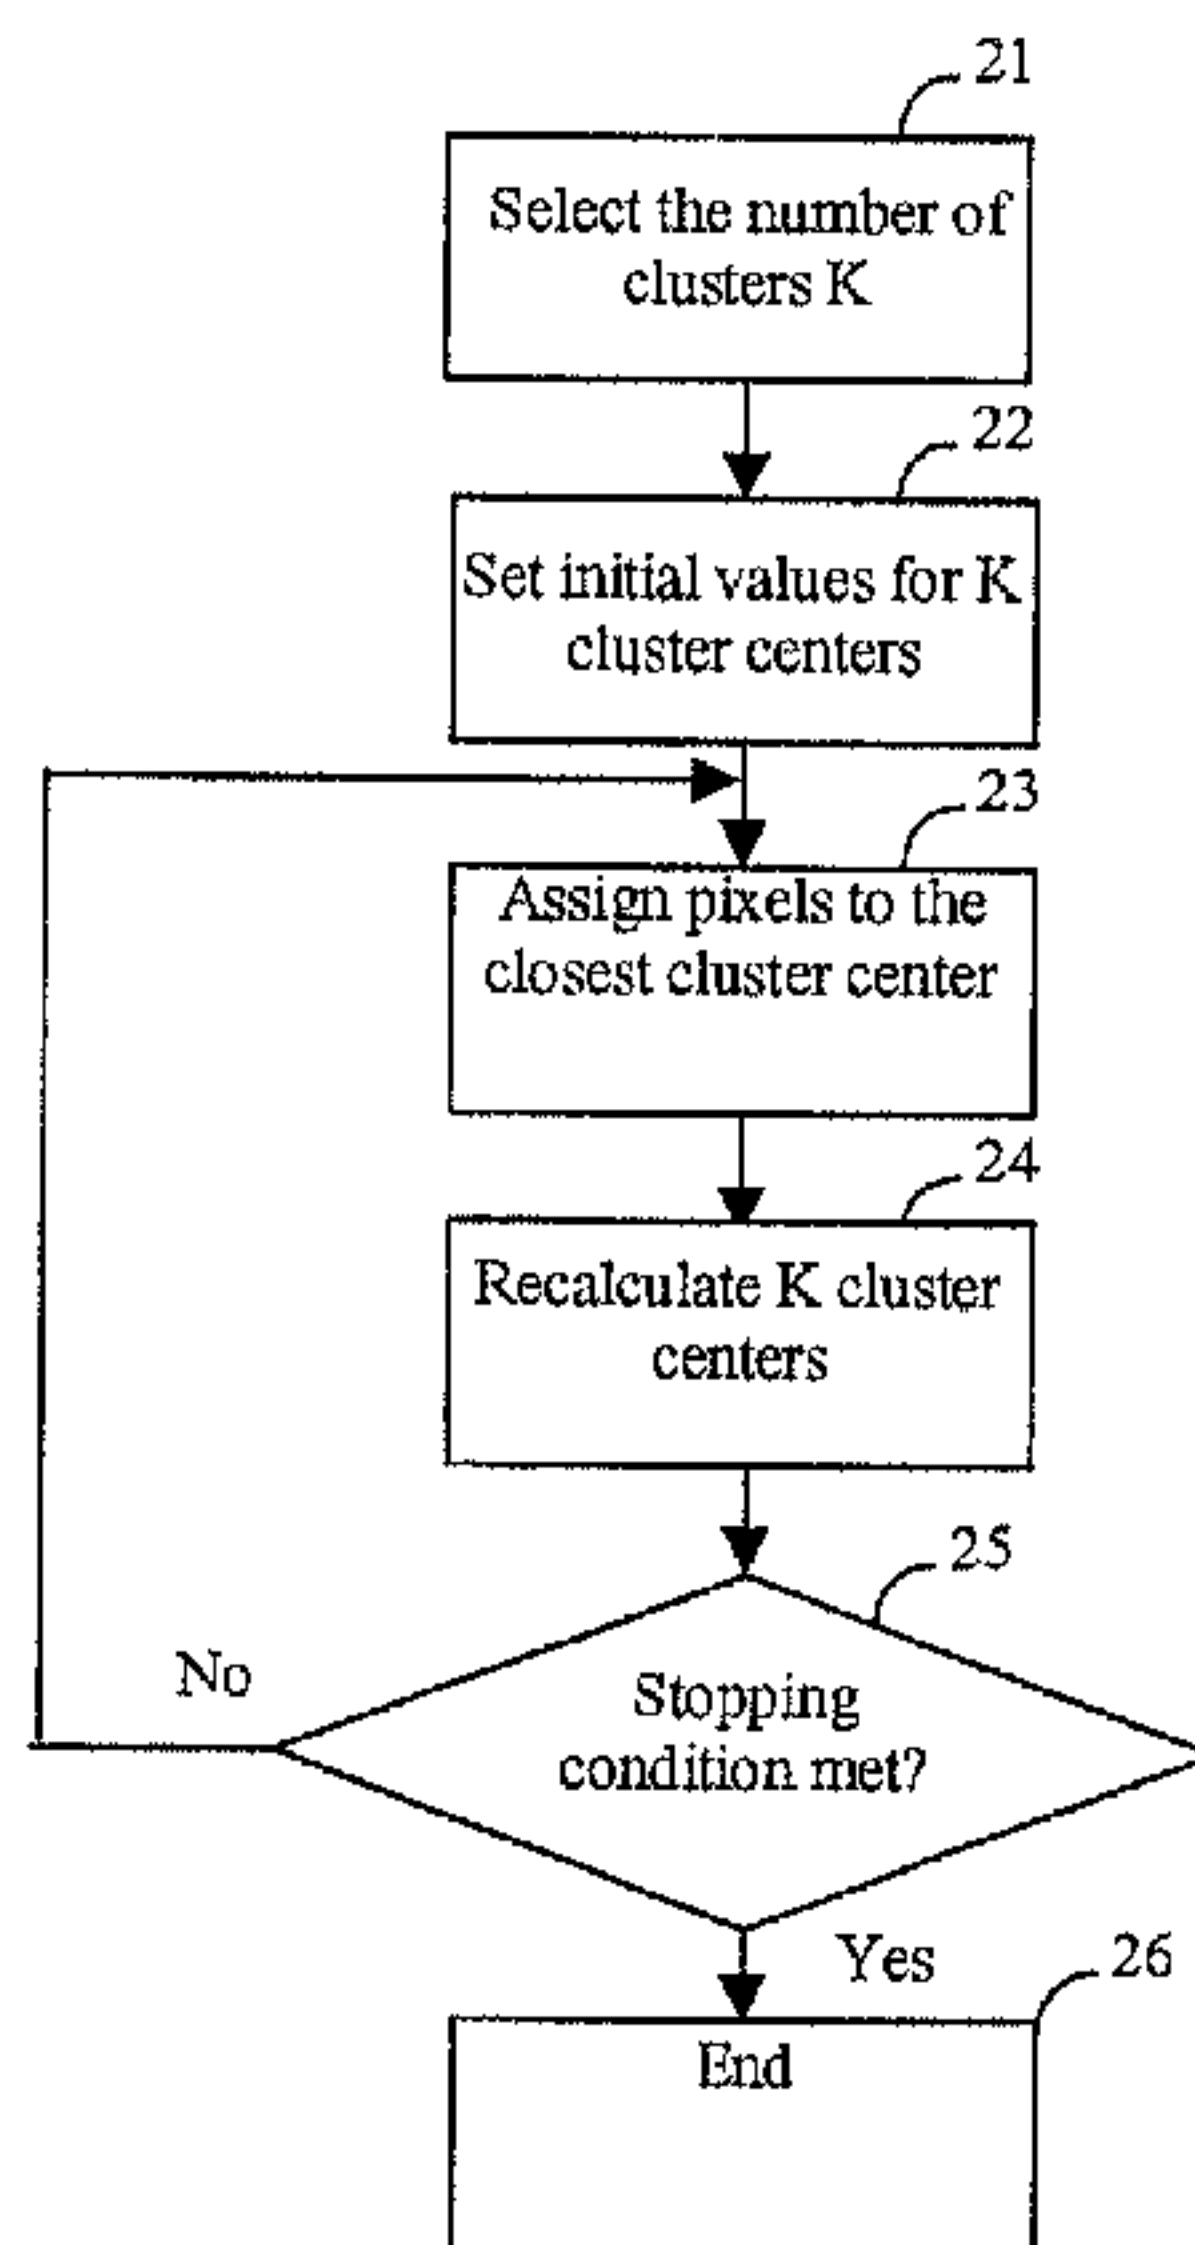 21
Select the number of
clusters K
22
Set initial values for K
cluster centers
23
Assign pixels to the
closest cluster center
24
Recalculate K cluster
centers
25
No
Stopping
condition met?
Yes
26
End